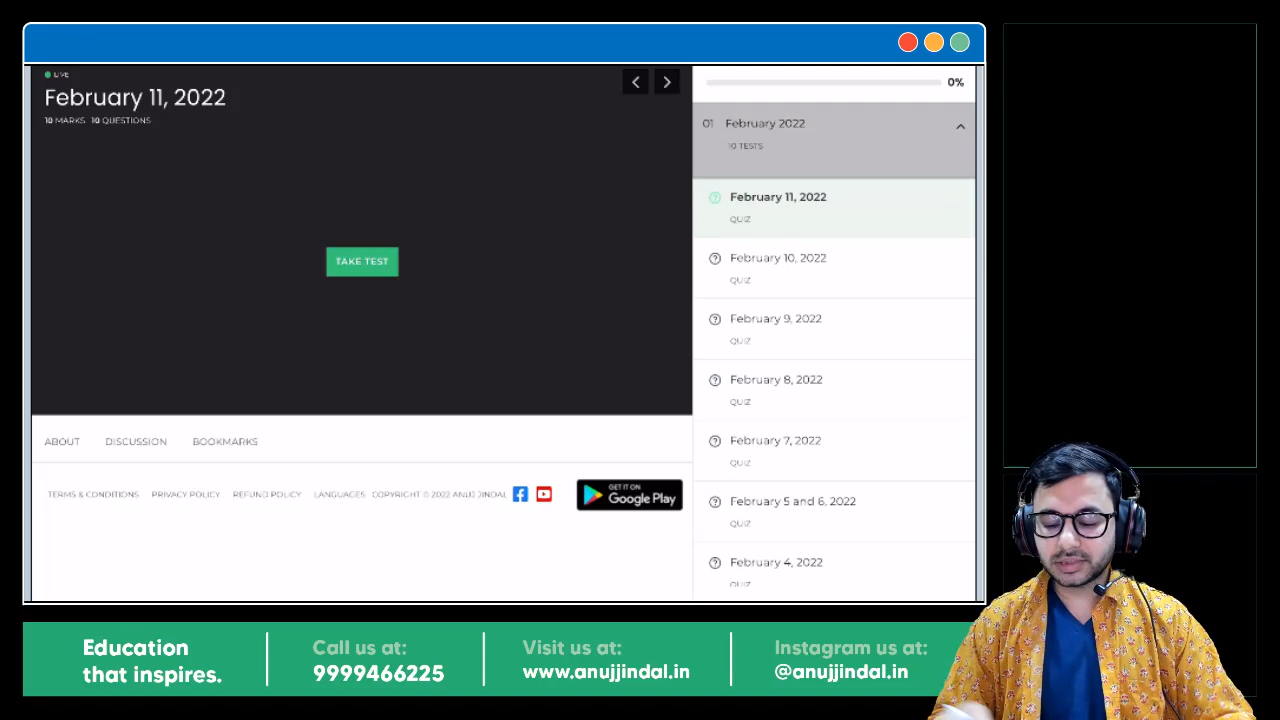 LIVE
February 11, 2022
10 MARKS 10 QUESTIONS
TAKE TEST
0%
01 February 2022
10 TESTS
February 11, 2022
QUIZ
February 10, 2022
QUIZ
February 9, 2022
QUIZ
February 8, 2022
QUIZ
February 7, 2022
QUIZ
February 5 and 6, 2022
QUIZ
February 4, 2022
QUIZ
ABOUT DISCUSSION BOOKMARKS
TERMS & CONDITIONS PRIVACY POLICY REFUND POLICY LANGUAGES COPYRIGHT © 2022 ANUJ JINDAL
GET IT ON
Google Play
Education
that inspires.
Call us at:
9999466225
Visit us at:
www.anujjindal.in
Instagram us at:
@anujjindal.in